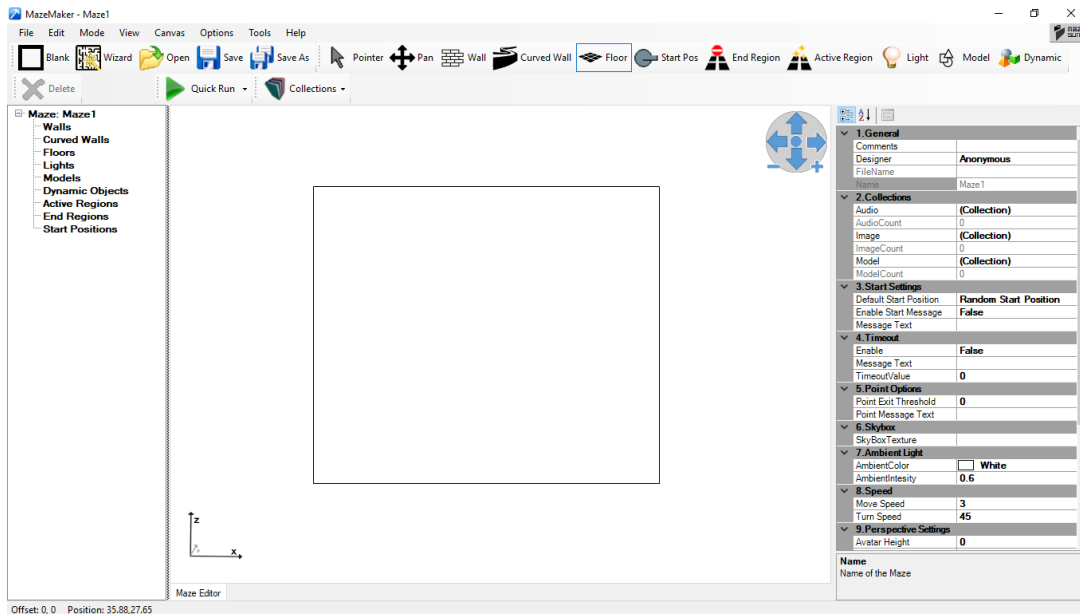 MazeMaker - Maze1
File Edit Mode View Canvas Options Tools Help
Blank Wizard Open Save Save As Pointer Pan Wall Curved Wall Floor Start Pos End Region Active Region Light Model Dynamic
Delete Quick Run Collections
Maze: Maze1
Walls
Curved Walls
Floors
Lights
Models
Dynamic Objects
Active Regions
End Regions
Start Positions
z
x
Maze Editor
1.General
Comments
Designer Anonymous
FileName
Name Maze1
2.Collections
Audio (Collection)
AudioCount 0
Image (Collection)
ImageCount 0
Model (Collection)
ModelCount 0
3.Start Settings
Default Start Position Random Start Position
Enable Start Message False
Message Text
4.Timeout
Enable False
Message Text
TimeoutValue 0
5.Point Options
Point Exit Threshold 0
Point Message Text
6.Skybox
SkyBoxTexture
7.Ambient Light
AmbientColor White
AmbientIntesity 0.6
8.Speed
Move Speed 3
Turn Speed 45
9.Perspective Settings
Avatar Height 0
Name
Name of the Maze
Offset: 0, 0 Position: 35.88,27.65